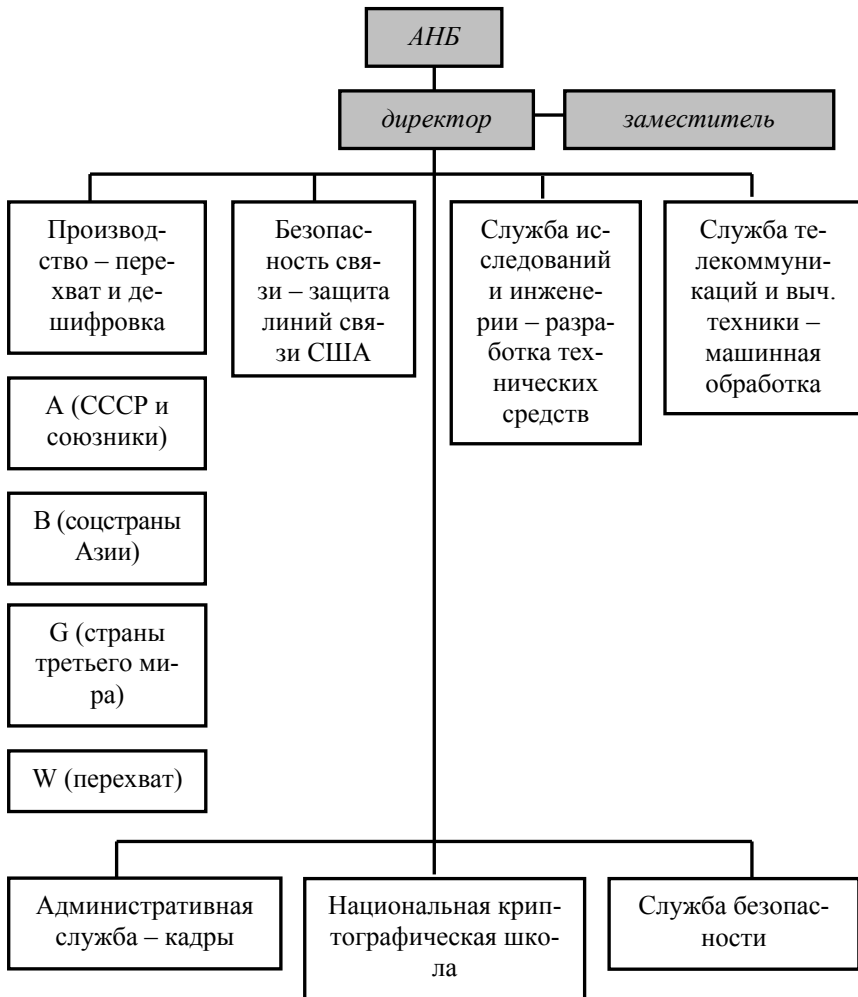 АНБ
директор
заместитель
Производ-
ство – пере-
хват и де-
шифровка
Безопас-
ность свя-
зи – защита
линий свя-
зи США
Служба ис-
следований
и инжене-
рии – разра-
ботка тех-
нических
средств
Служба те-
лекоммуни-
каций и выч.
техники –
машинная
обработка
А (СССР и
союзники)
В (соцстраны
Азии)
G (страны
третьего ми-
ра)
W (перехват)
Административная
служба – кадры
Национальная крип-
тографическая шко-
ла
Служба безопас-
ности